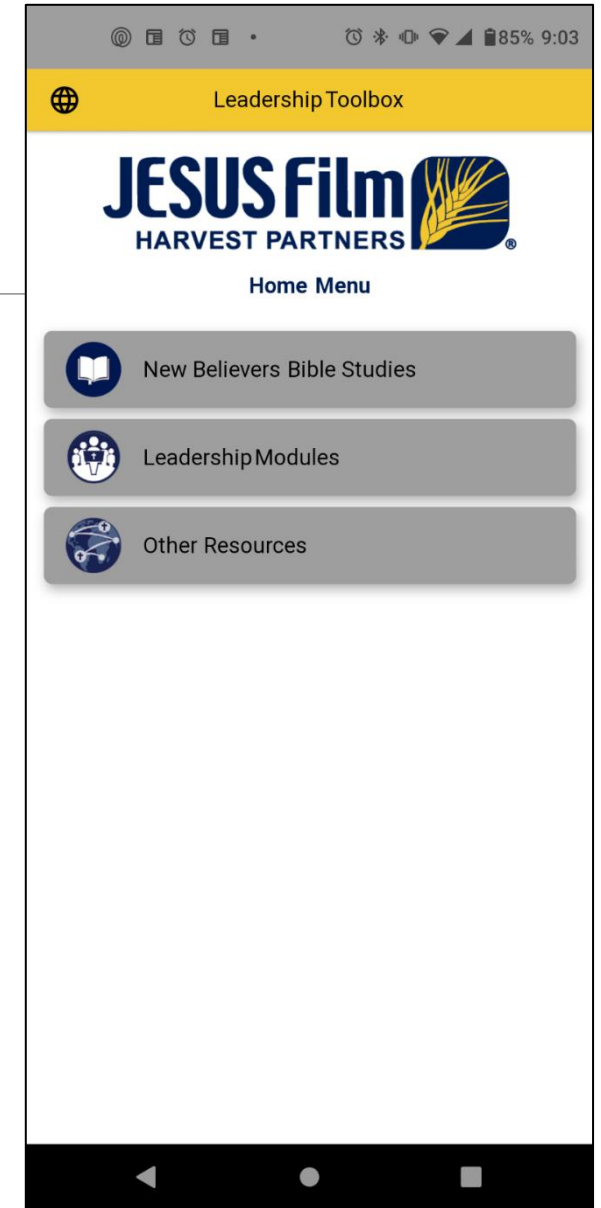 85% 9:03
Leadership Toolbox
JESUS Film
HARVEST PARTNERS ®
Home Menu
New Believers Bible Studies
Leadership Modules
Other Resources